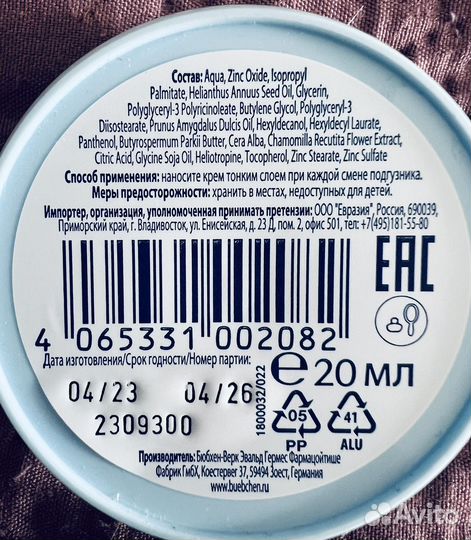 Состав: Aqua, Zinc Oxide, Isopropyl
Palmitate, Helianthus Annuus Seed Oil, Glycerin,
Polyglyceryl-3 Polyricinoleate, Butylene Glycol, Polyglyceryl-3
Diisostearate, Prunus Amygdalus Dulcis Oil, Hexyldecanol, Hexyldecyl Laurate,
Panthenol, Butyrospermum Parkii Butter, Cera Alba, Chamomilla Recutita Flower Extract,
Citric Acid, Glycine Soja Oil, Heliotropine, Tocopherol, Zinc Stearate, Zinc Sulfate
Способ применения: наносите крем тонким слоем при каждой смене подгузника.
Меры предосторожности: хранить в местах, недоступных для детей.
Импортер, организация, уполномоченная принимать претензии: ООО "Евразия", Россия, 690039,
Приморский край, г. Владивосток, ул. Енисейская, д. 23 Д, пом. 2, офис 501, тел: +7(495)181-55-80
EAC
4 065331 002082
Дата изготовления/Срок годности/Номер партии:
04/23 04/26
2309300
1800032/022
℮ 20 МЛ
05
PP
41
ALU
Производитель: Бюбхен-Верк Эвальд Гермес Фармацойтише
Фабрик ГмбХ, Коествегер 37, 59494 Зоест, Германия
www.buebchen.ru
Avito